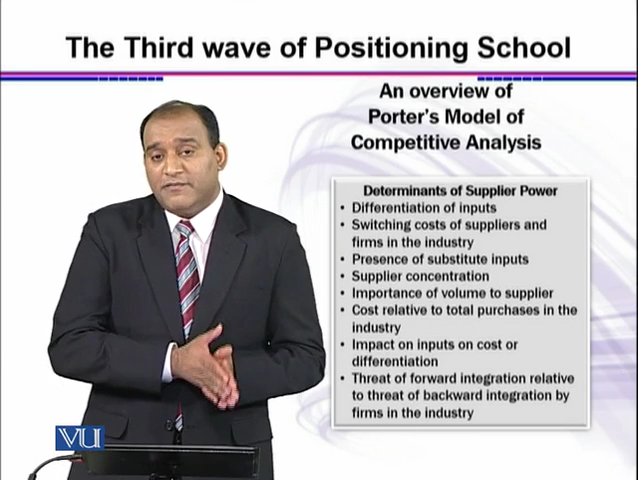 The Third wave of Positioning School
An overview of
Porter's Model of
Competitive Analysis
Determinants of Supplier Power
• Differentiation of inputs
• Switching costs of suppliers and
firms in the industry
• Presence of substitute inputs
• Supplier concentration
• Importance of volume to supplier
• Cost relative to total purchases in the
industry
• Impact on inputs on cost or
differentiation
• Threat of forward integration relative
to threat of backward integration by
firms in the industry
VU